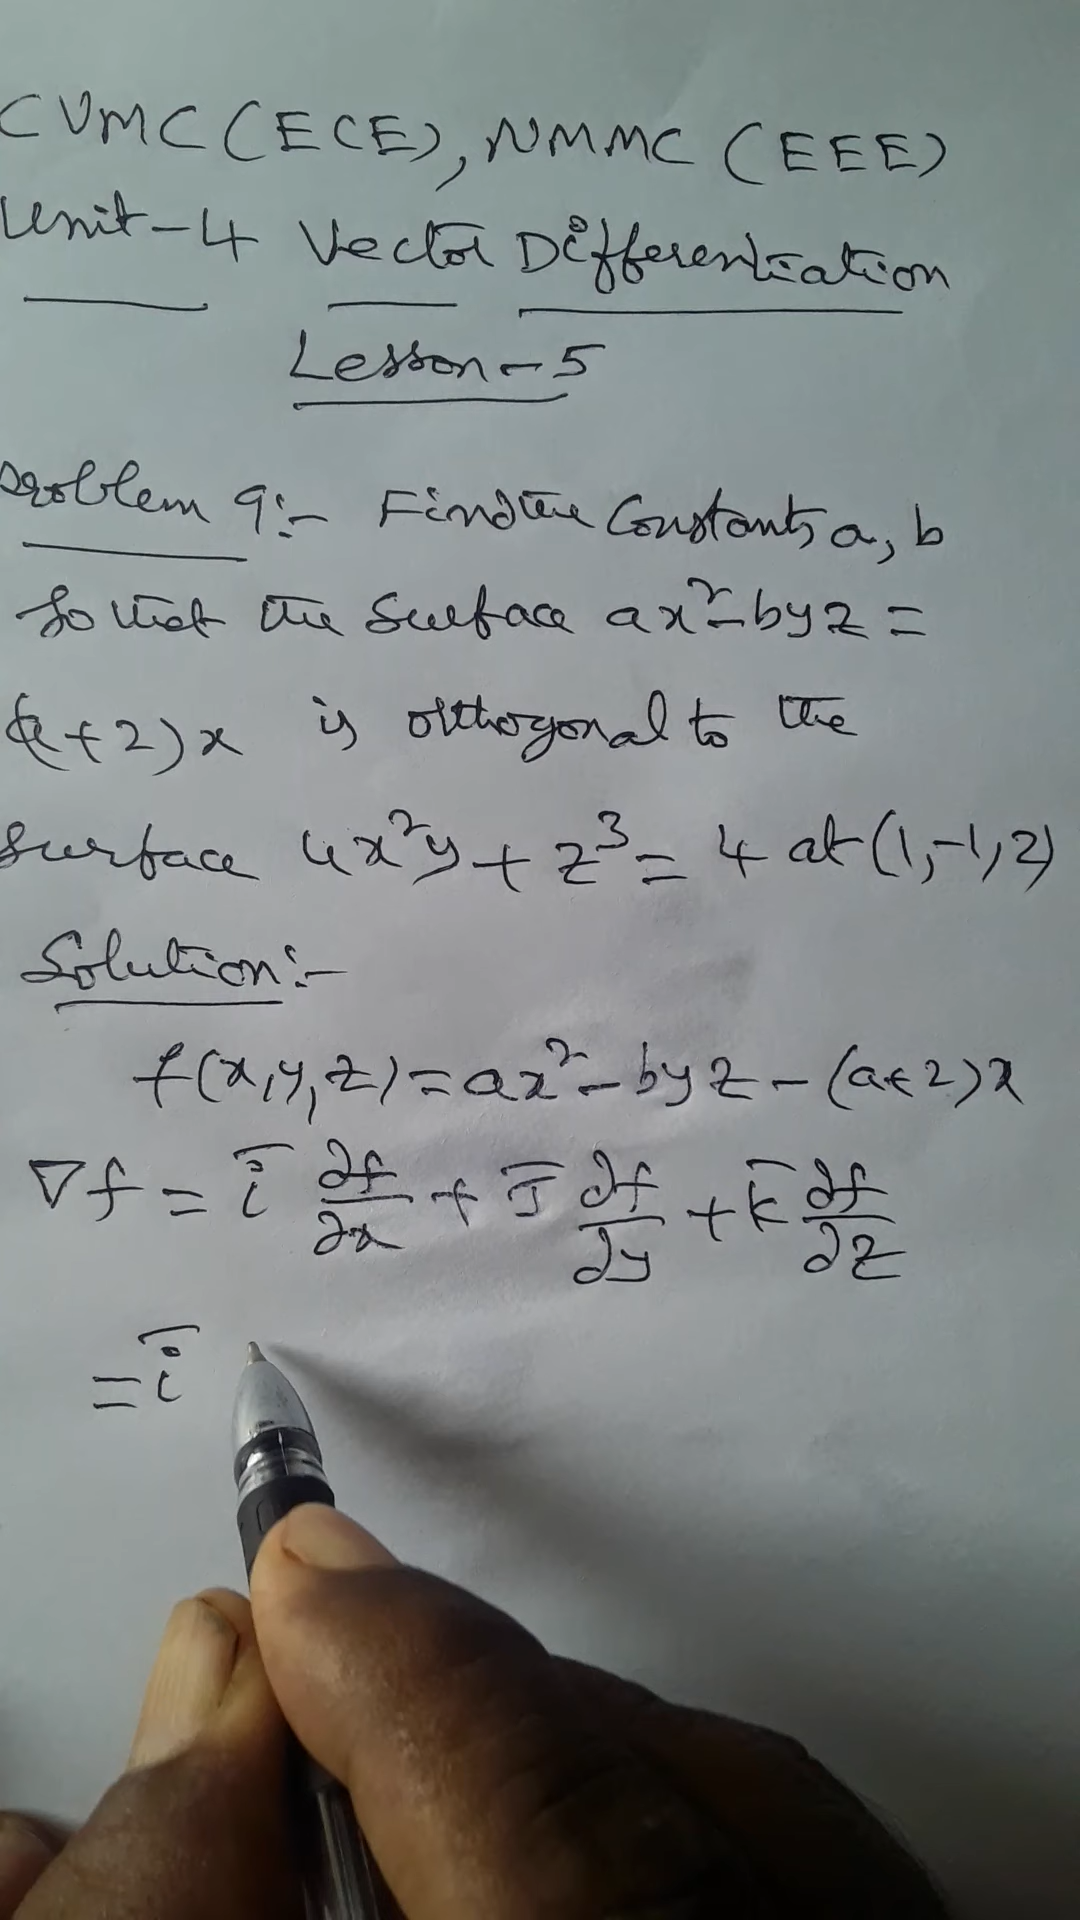 CVMC (ECE), NMMC (EEE)
Unit-4 Vector Differentiation
Lesson-5
Problem 9:- Find the Constants a, b
so that the Surface ax²-byz=
(a+2)x is orthogonal to the
surface 4x²y+z³=4 at (1,-1,2)
Solution:-
f(x,y,z)=ax²-byz-(a+2)x
∇f = i̅ ∂f/∂x + j̅ ∂f/∂y + k̅ ∂f/∂z
= i̅